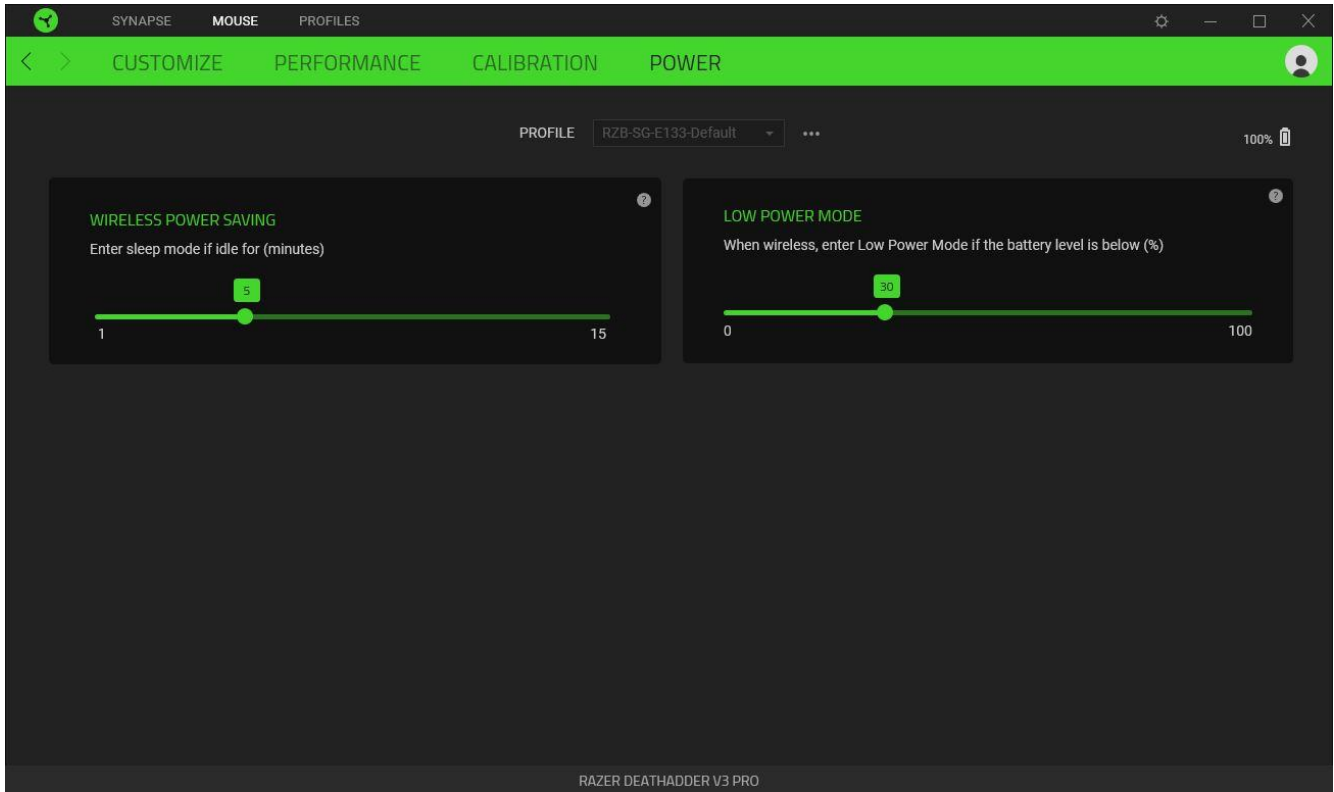 SYNAPSE MOUSE PROFILES
CUSTOMIZE PERFORMANCE CALIBRATION POWER
PROFILE RZB-SG-E133-Default
100%
WIRELESS POWER SAVING
Enter sleep mode if idle for (minutes)
5
1 15
?
LOW POWER MODE
When wireless, enter Low Power Mode if the battery level is below (%)
30
0 100
?
RAZER DEATHADDER V3 PRO